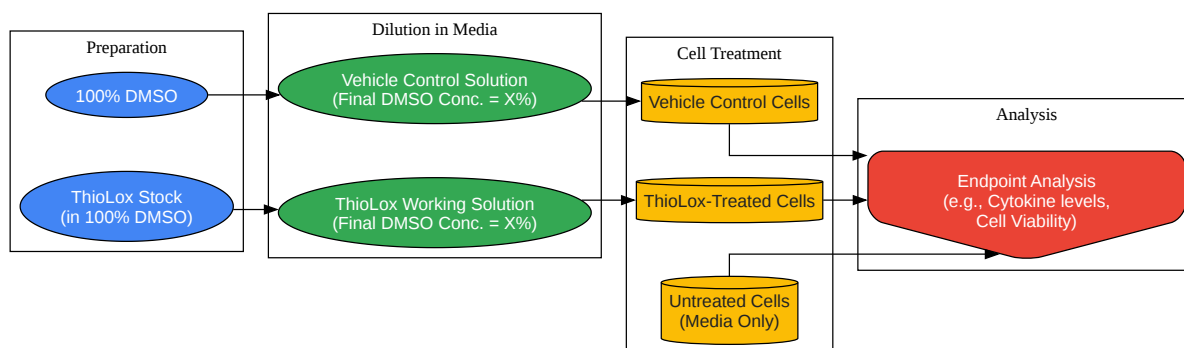 Preparation
100% DMSO
ThioLox Stock
(in 100% DMSO)
Dilution in Media
Vehicle Control Solution
(Final DMSO Conc. = X%)
ThioLox Working Solution
(Final DMSO Conc. = X%)
Cell Treatment
Vehicle Control Cells
ThioLox-Treated Cells
Untreated Cells
(Media Only)
Analysis
Endpoint Analysis
(e.g., Cytokine levels,
Cell Viability)